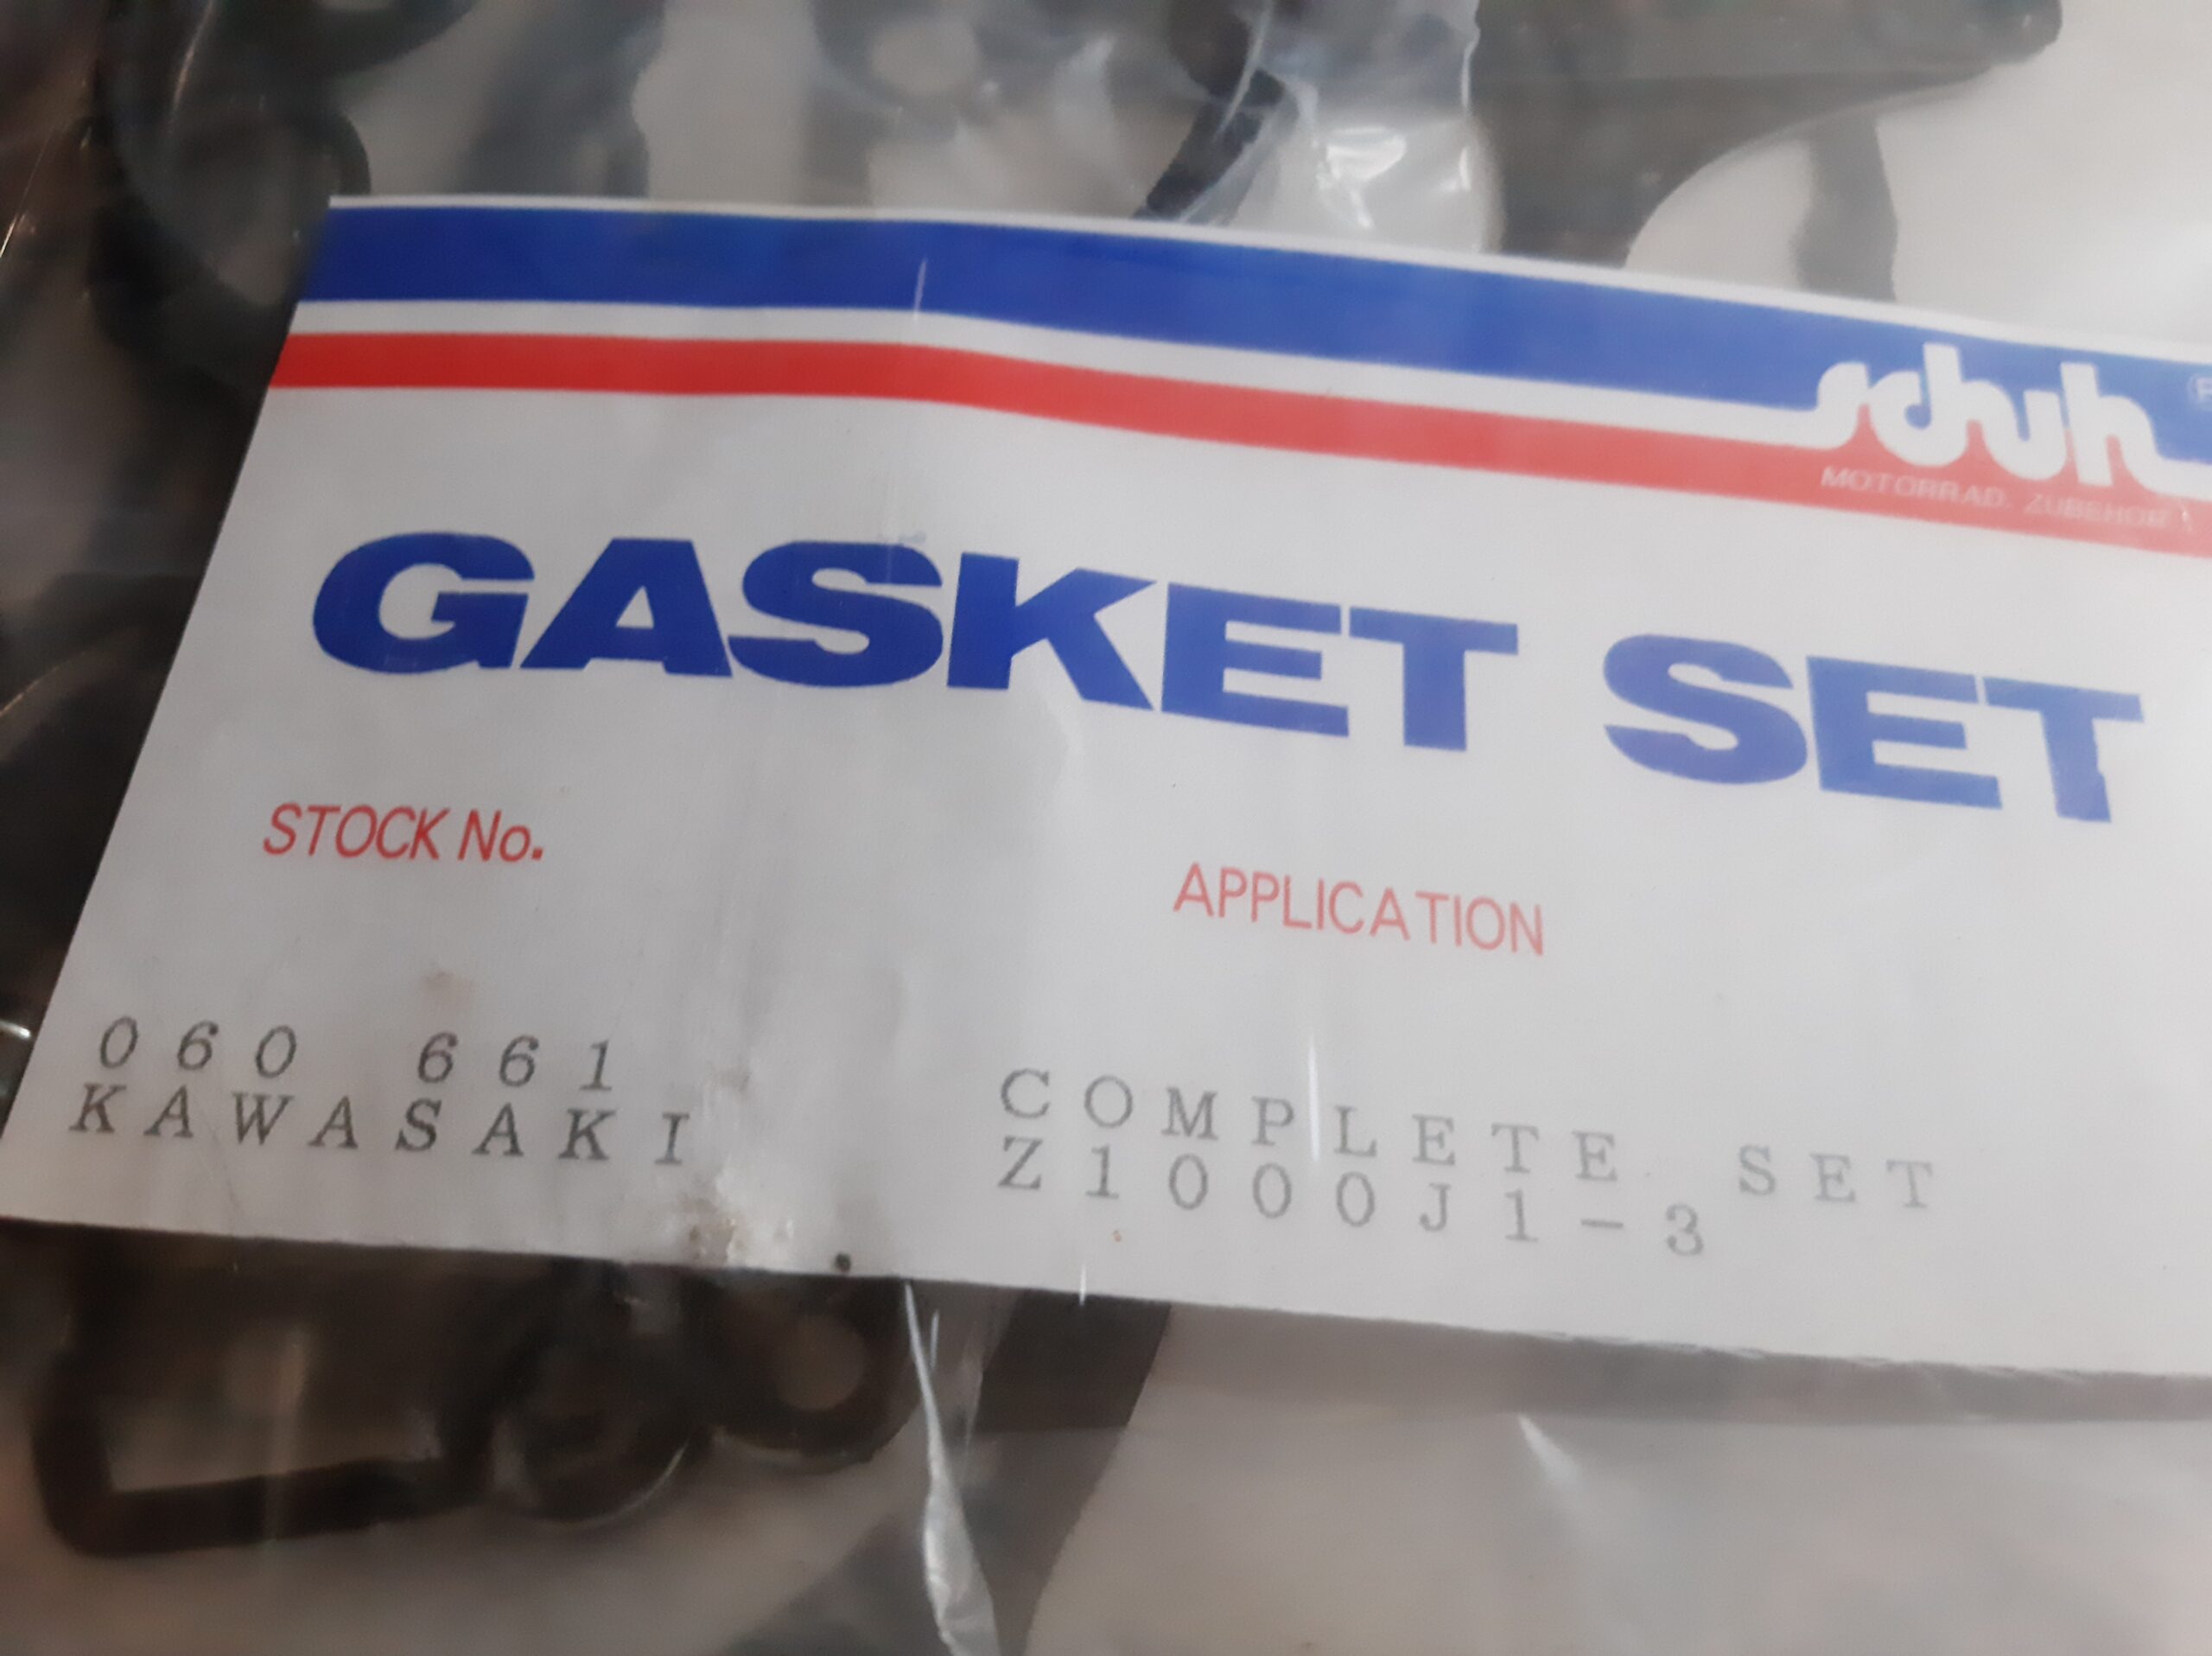 schuh
MOTORRAD. ZUBEHÖR
GASKET SET
STOCK No.
APPLICATION
060 661
KAWASAKI
COMPLETE SET
Z1000J1-3